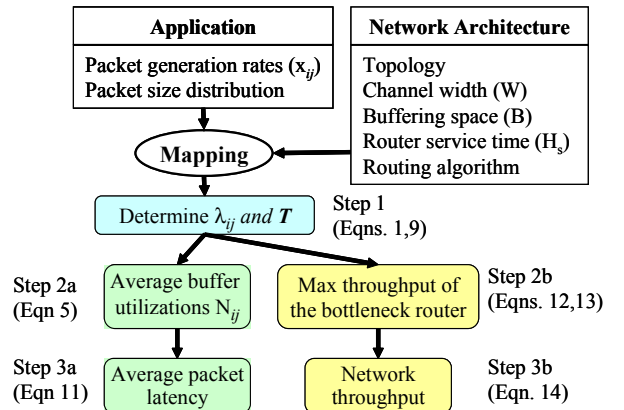 Application
Packet generation rates (x_ij)
Packet size distribution
Network Architecture
Topology
Channel width (W)
Buffering space (B)
Router service time (H_s)
Routing algorithm
Mapping
Determine λ_ij and T
Step 1
(Eqns. 1,9)
Step 2a
(Eqn 5)
Average buffer
utilizations N_ij
Max throughput of
the bottleneck router
Step 2b
(Eqns. 12,13)
Step 3a
(Eqn 11)
Average packet
latency
Network
throughput
Step 3b
(Eqn. 14)